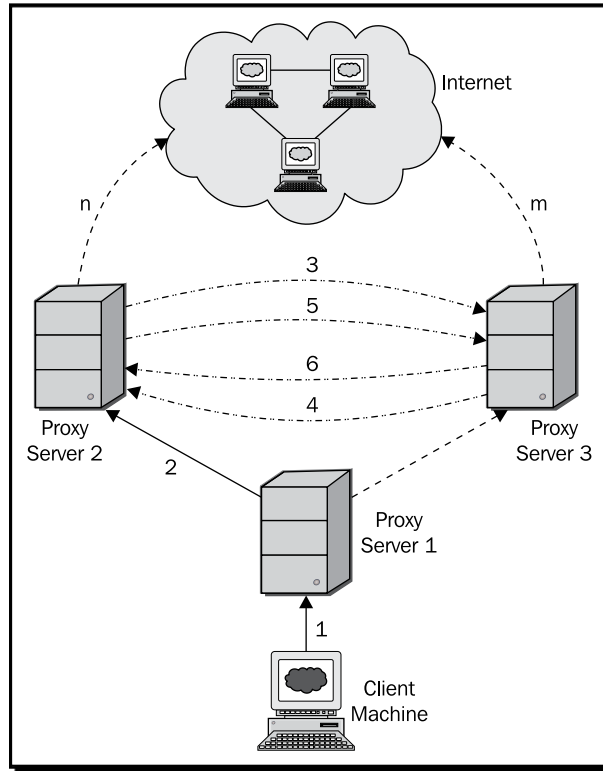 Internet
n
m
3
5
6
4
Proxy
Server 2
Proxy
Server 3
2
Proxy
Server 1
1
Client
Machine